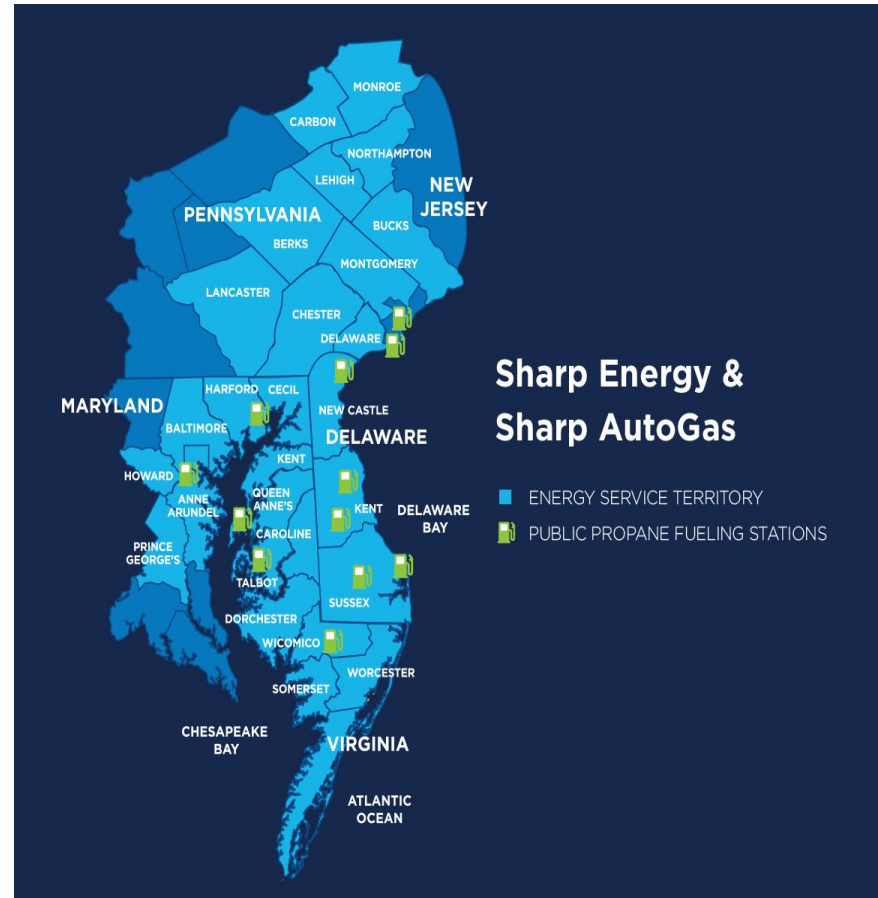 MONROE
CARBON
NORTHAMPTON
LEHIGH
NEW
JERSEY
PENNSYLVANIA
BUCKS
BERKS
MONTGOMERY
LANCASTER
CHESTER
DELAWARE
Sharp Energy &
Sharp AutoGas
ENERGY SERVICE TERRITORY
PUBLIC PROPANE FUELING STATIONS
HARFORD
CECIL
MARYLAND
NEW CASTLE
BALTIMORE
DELAWARE
KENT
HOWARD
QUEEN
ANNE'S
ANNE
ARUNDEL
KENT
DELAWARE
BAY
CAROLINE
PRINCE
GEORGE'S
TALBOT
SUSSEX
DORCHESTER
WICOMICO
WORCESTER
SOMERSET
CHESAPEAKE
BAY
VIRGINIA
ATLANTIC
OCEAN